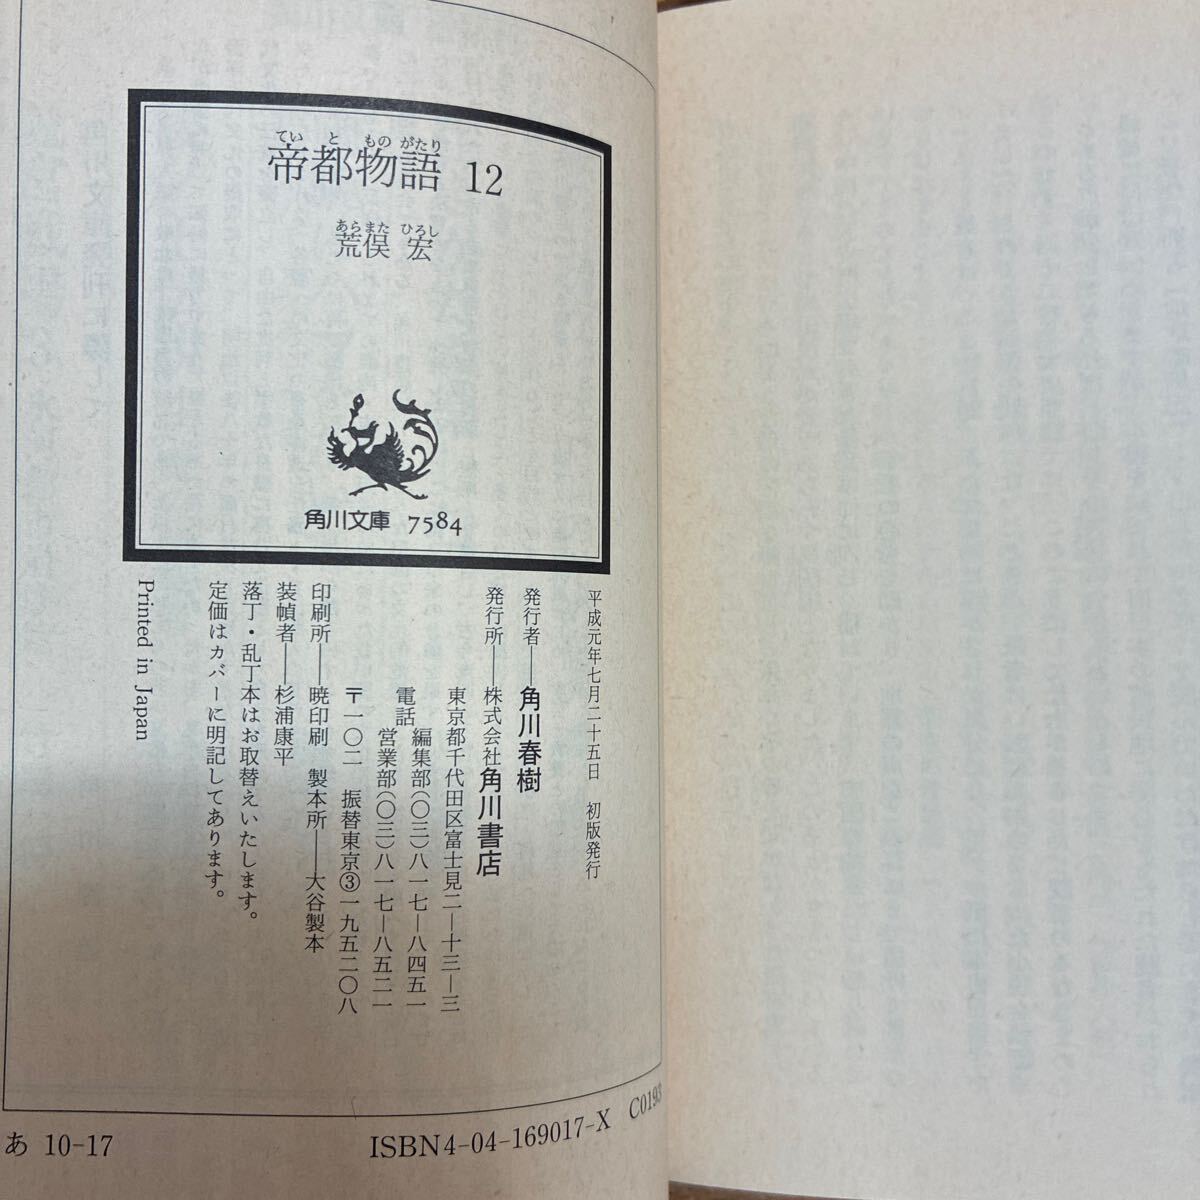 てい と もの がたり
帝都物語 12
あらまた ひろし
荒俣 宏
角川文庫 7584
平成元年七月二十五日 初版発行
発行者――角川春樹
発行所――株式会社角川書店
東京都千代田区富士見二―十三―三
電話
編集部(〇三)八一七―八四五一
営業部(〇三)八一七―八五二一
〒一〇二 振替東京③一九五二〇八
印刷所――暁印刷 製本所――大谷製本
装幀者――杉浦康平
落丁・乱丁本はお取替えいたします。
定価はカバーに明記してあります。
Printed in Japan
あ 10-17
ISBN4-04-169017-X C0193